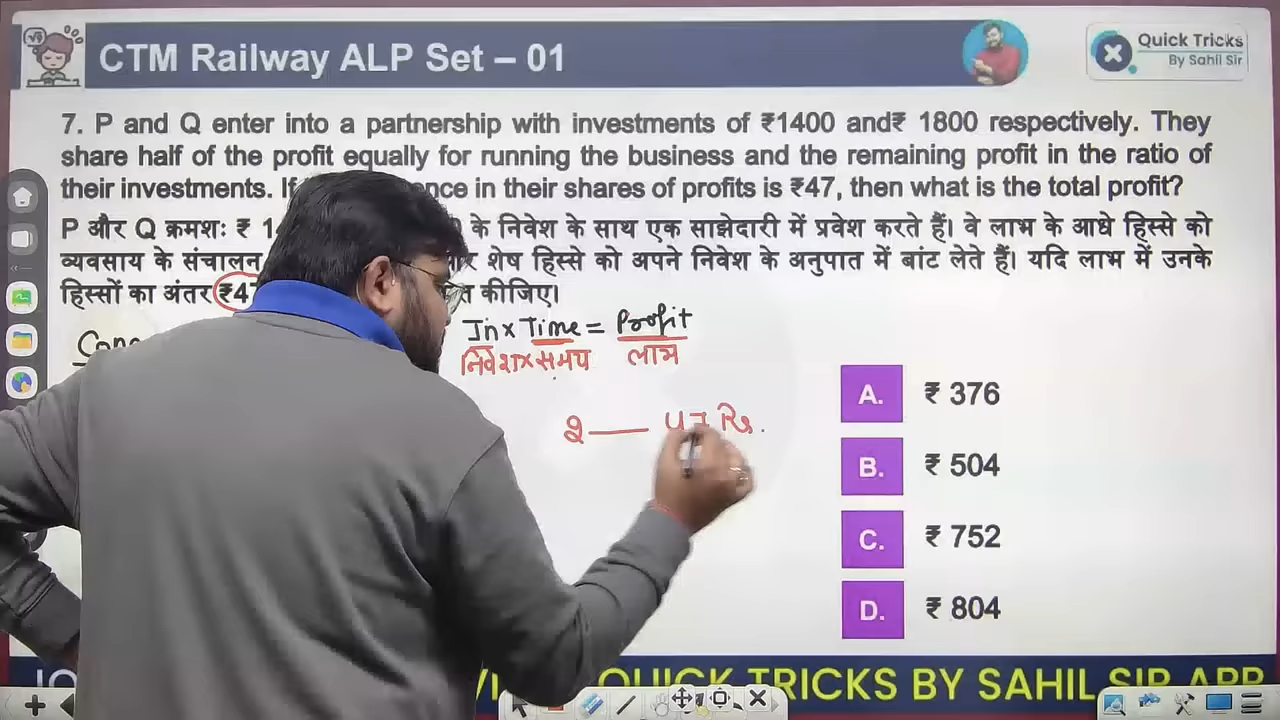 CTM Railway ALP Set – 01
Quick Tricks
By Sahil Sir
7. P and Q enter into a partnership with investments of ₹1400 and₹ 1800 respectively. They
share half of the profit equally for running the business and the remaining profit in the ratio of
their investments. If in their shares of profits is ₹47, then what is the total profit?
P और Q क्रमशः ₹ के निवेश के साथ एक साझेदारी में प्रवेश करते हैं। वे लाभ के आधे हिस्से को
व्यवसाय के संचालन शेष हिस्से को अपने निवेश के अनुपात में बांट लेते हैं। यदि लाभ में उनके
हिस्सों का अंतर ₹4 कीजिए।
In × Time = Profit
निवेश × समय लाभ
2 — 47 Rs.
A. ₹ 376
B. ₹ 504
C. ₹ 752
D. ₹ 804
QUICK TRICKS BY SAHIL SIR APP